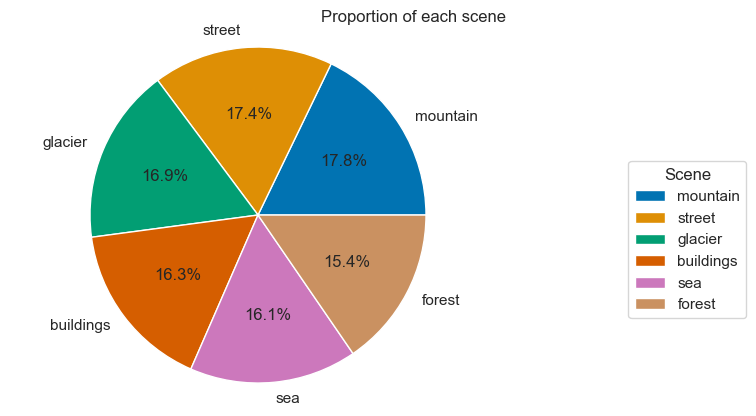 Proportion of each scene
street
mountain
17.4%
17.8%
glacier
16.9%
16.3%
15.4%
16.1%
forest
buildings
sea
Scene
mountain
street
glacier
buildings
sea
forest